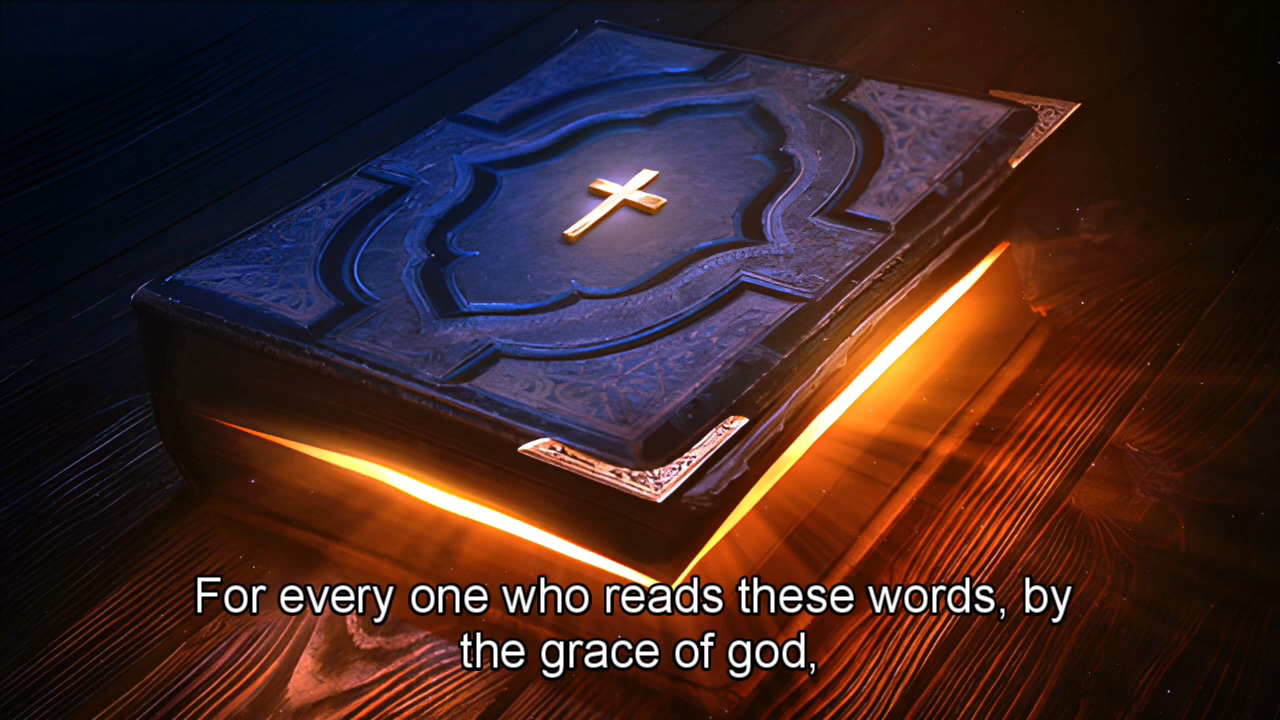 For every one who reads these words, by
the grace of god,